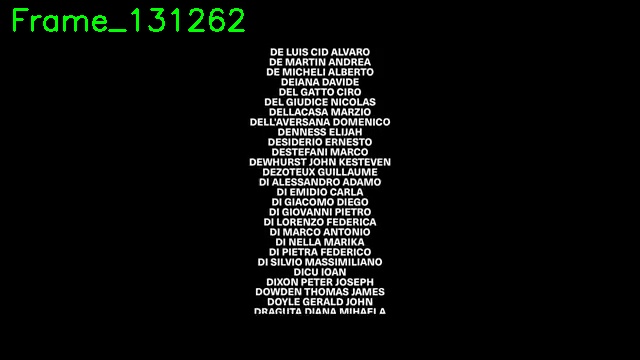 Frame_131262
DE LUIS CID ALVARO
DE MARTIN ANDREA
DE MICHELI ALBERTO
DEIANA DAVIDE
DEL GATTO CIRO
DEL GIUDICE NICOLAS
DELLACASA MARZIO
DELL'AVERSANA DOMENICO
DENNESS ELIJAH
DESIDERIO ERNESTO
DESTEFANI MARCO
DEWHURST JOHN KESTEVEN
DEZOTEUX GUILLAUME
DI ALESSANDRO ADAMO
DI EMIDIO CARLA
DI GIACOMO DIEGO
DI GIOVANNI PIETRO
DI LORENZO FEDERICA
DI MARCO ANTONIO
DI NELLA MARIKA
DI PIETRA FEDERICO
DI SILVIO MASSIMILIANO
DICU IOAN
DIXON PETER JOSEPH
DOWDEN THOMAS JAMES
DOYLE GERALD JOHN
DRAGUTA DIANA MIHAELA